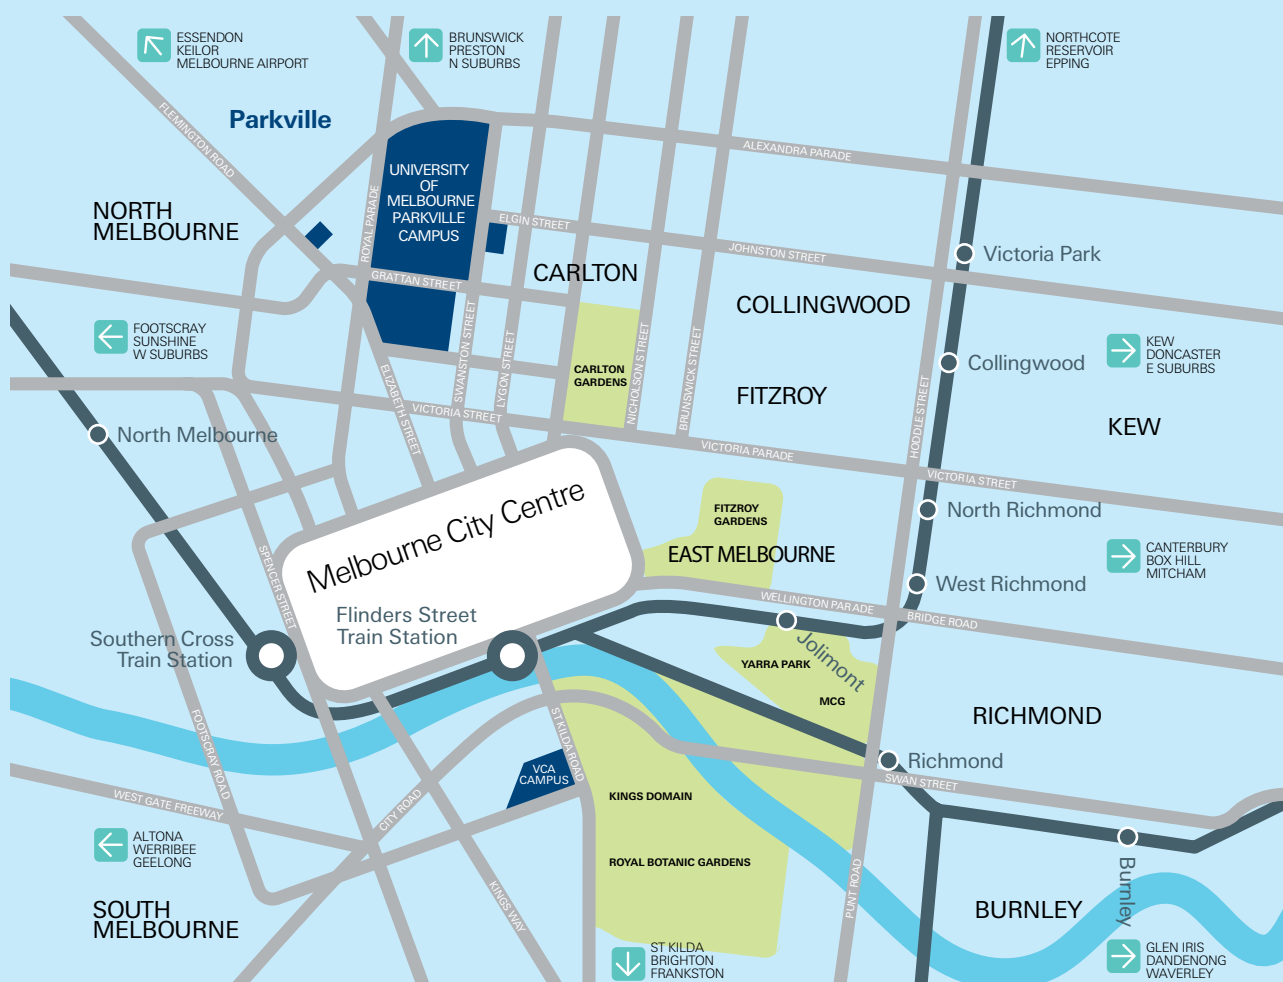 ESSENDON
KEILOR
MELBOURNE AIRPORT
BRUNSWICK
PRESTON
N SUBURBS
NORTHCOTE
RESERVOIR
EPPING
Parkville
FLEMINGTON ROAD
ALEXANDRA PARADE
UNIVERSITY
OF
MELBOURNE
PARKVILLE
CAMPUS
ROYAL PARADE
NORTH
MELBOURNE
ELGIN STREET
JOHNSTON STREET
Victoria Park
GRATTAN STREET
CARLTON
COLLINGWOOD
FOOTSCRAY
SUNSHINE
W SUBURBS
SWANSTON STREET
LYGON STREET
CARLTON
GARDENS
NICHOLSON STREET
BRUNSWICK STREET
HODDLE STREET
Collingwood
KEW
DONCASTER
E SUBURBS
ELIZABETH STREET
FITZROY
VICTORIA STREET
KEW
North Melbourne
VICTORIA PARADE
VICTORIA STREET
Melbourne City Centre
FITZROY
GARDENS
North Richmond
EAST MELBOURNE
CANTERBURY
BOX HILL
MITCHAM
SPENCER STREET
West Richmond
WELLINGTON PARADE
BRIDGE ROAD
Flinders Street
Train Station
Southern Cross
Train Station
Jolimont
YARRA PARK
MCG
RICHMOND
FOOTSCRAY ROAD
ST KILDA ROAD
Richmond
SWAN STREET
VCA
CAMPUS
KINGS DOMAIN
WEST GATE FREEWAY
CITY ROAD
ALTONA
WERRIBEE
GEELONG
ROYAL BOTANIC GARDENS
PUNT ROAD
Burnley
KINGS WAY
SOUTH
MELBOURNE
BURNLEY
ST KILDA
BRIGHTON
FRANKSTON
GLEN IRIS
DANDENONG
WAVERLEY